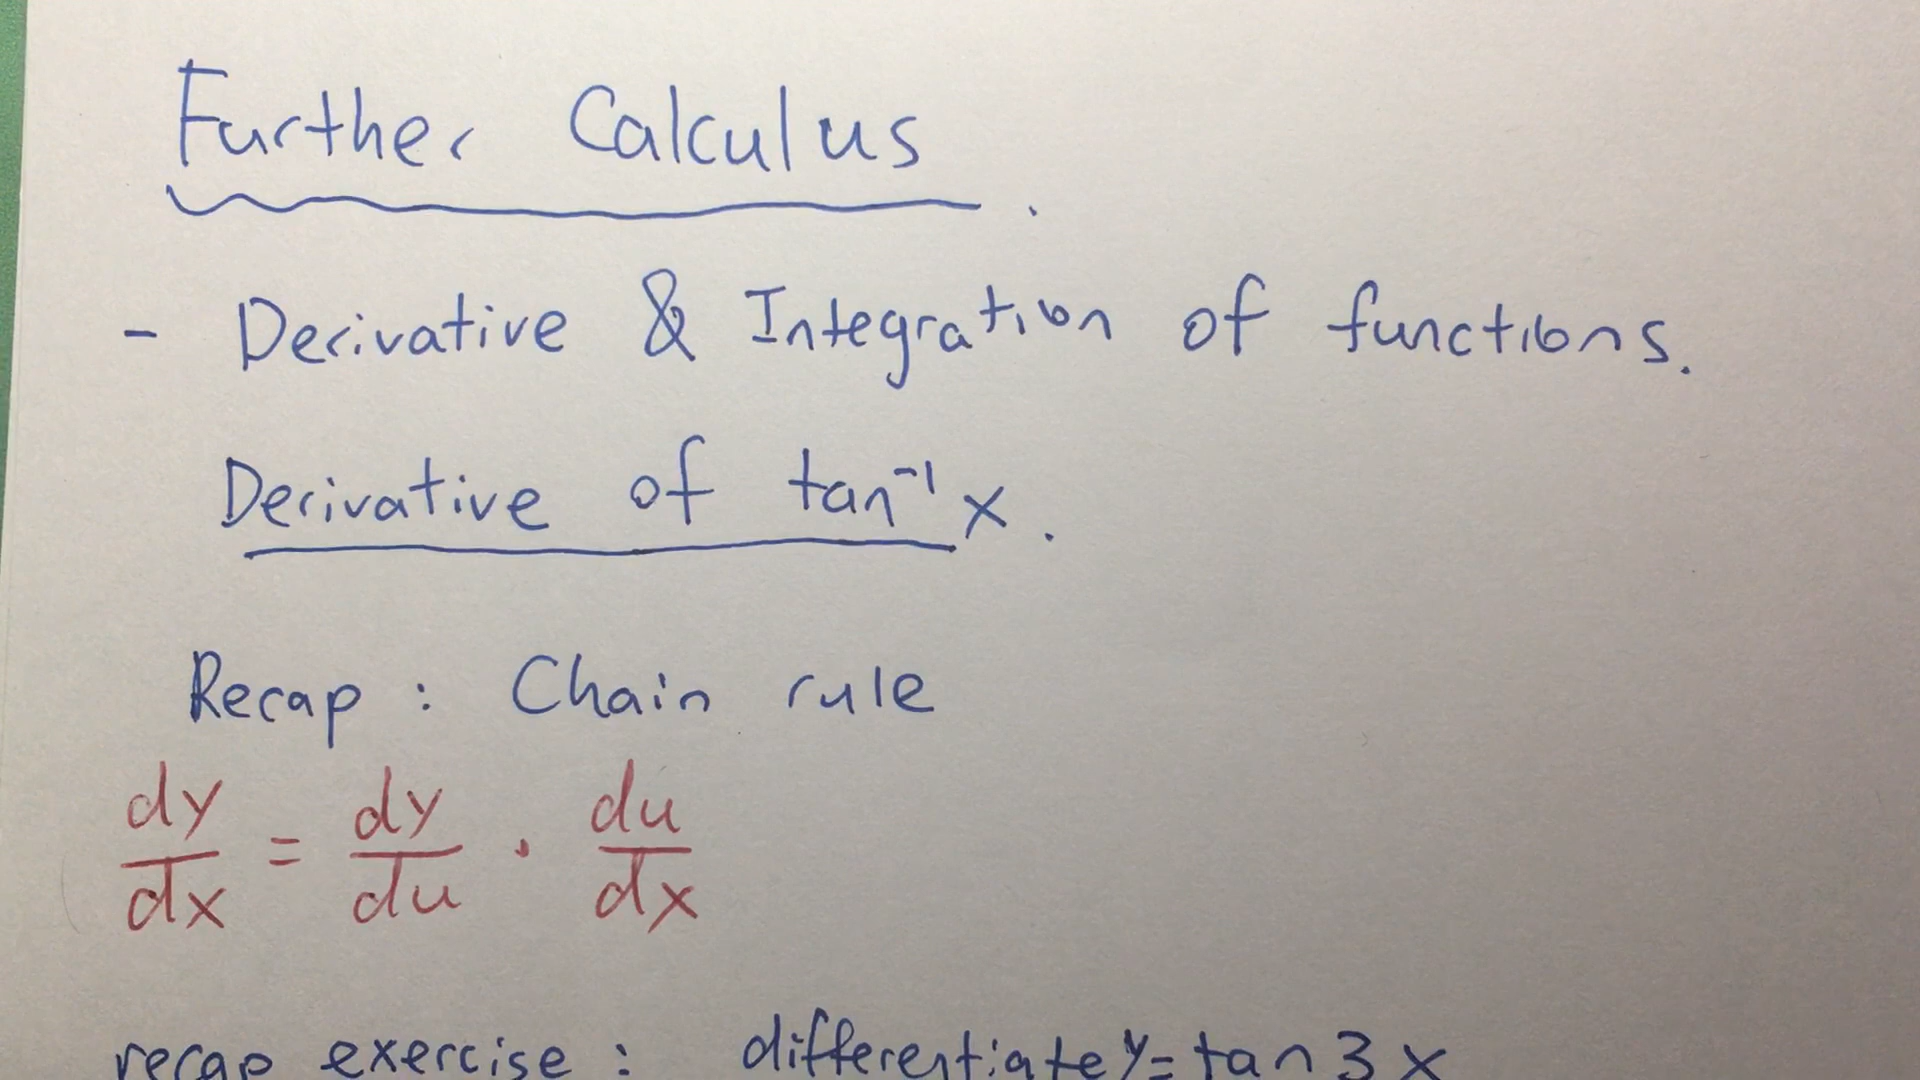 Further Calculus.
- Derivative & Integration of functions.
Derivative of tan⁻¹ x.
Recap : Chain rule
dy/dx = dy/du · du/dx
recap exercise : differentiate y = tan 3x